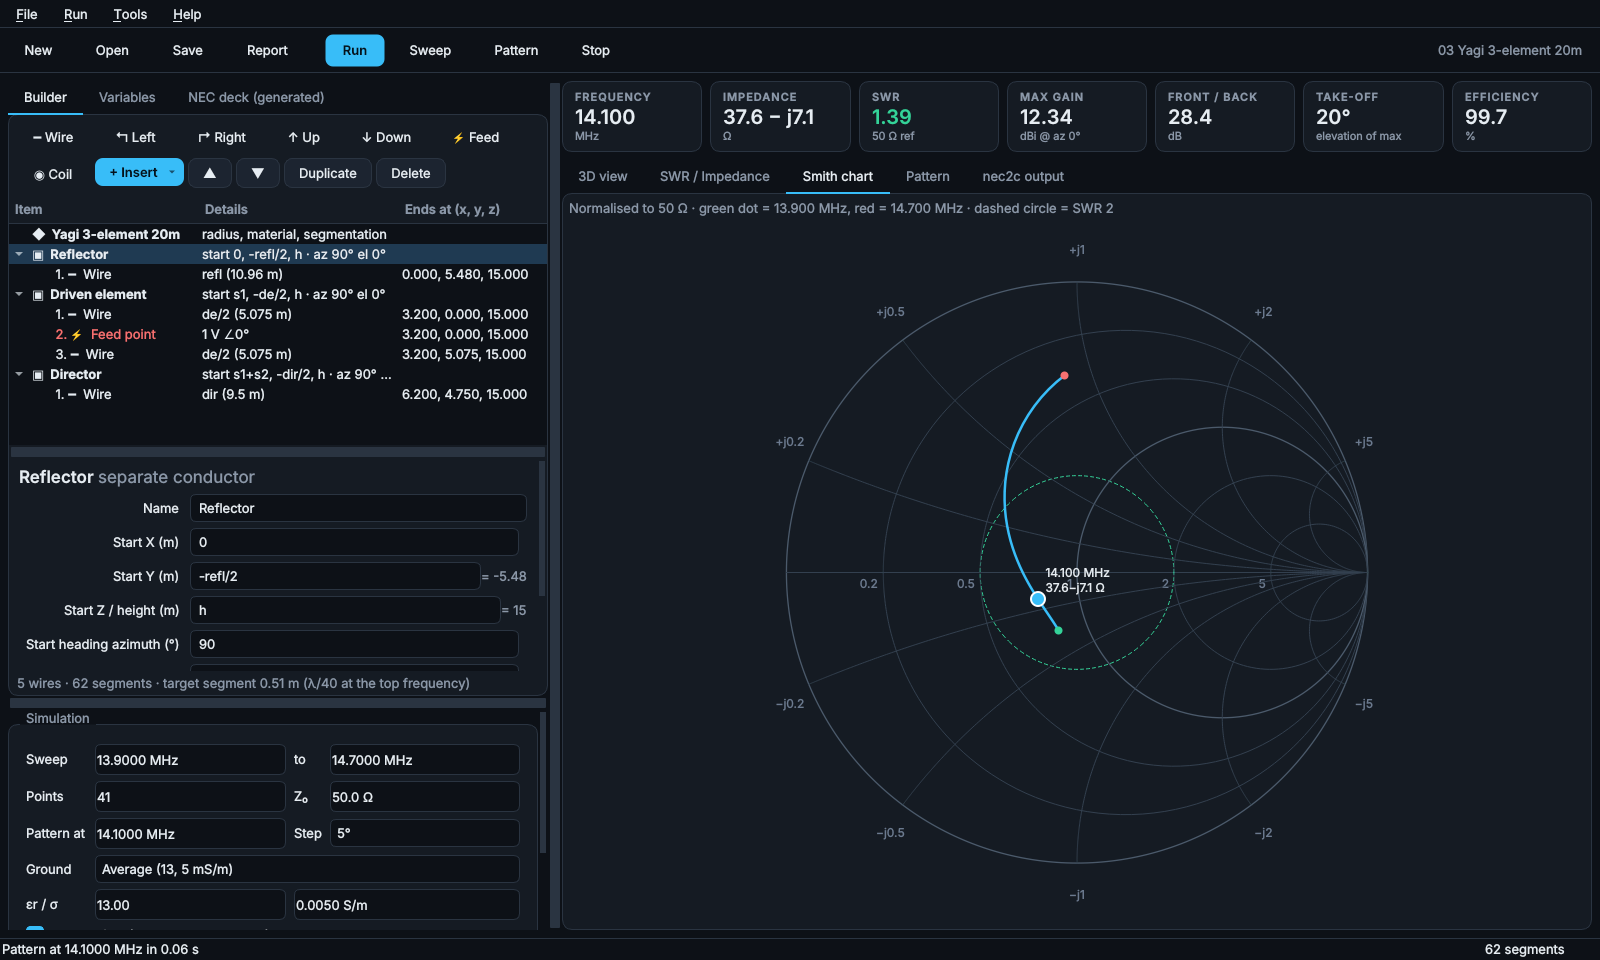 File Run Tools Help
New Open Save Report Run Sweep Pattern Stop 03 Yagi 3-element 20m
Builder Variables NEC deck (generated)
━ Wire ↰ Left ↱ Right ↑ Up ↓ Down ⚡ Feed
◉ Coil + Insert ▲ ▼ Duplicate Delete
Item Details Ends at (x, y, z)
◆ Yagi 3-element 20m radius, material, segmentation
▣ Reflector start 0, -refl/2, h · az 90° el 0°
1. ━ Wire refl (10.96 m) 0.000, 5.480, 15.000
▣ Driven element start s1, -de/2, h · az 90° el 0°
1. ━ Wire de/2 (5.075 m) 3.200, 0.000, 15.000
2. ⚡ Feed point 1 V ∠0° 3.200, 0.000, 15.000
3. ━ Wire de/2 (5.075 m) 3.200, 5.075, 15.000
▣ Director start s1+s2, -dir/2, h · az 90° ...
1. ━ Wire dir (9.5 m) 6.200, 4.750, 15.000
Reflector separate conductor
Name Reflector
Start X (m) 0
Start Y (m) -refl/2 = -5.48
Start Z / height (m) h = 15
Start heading azimuth (°) 90
5 wires · 62 segments · target segment 0.51 m (λ/40 at the top frequency)
Simulation
Sweep 13.9000 MHz to 14.7000 MHz
Points 41 Z₀ 50.0 Ω
Pattern at 14.1000 MHz Step 5°
Ground Average (13, 5 mS/m)
εr / σ 13.00 0.0050 S/m
FREQUENCY
14.100
MHz
IMPEDANCE
37.6 − j7.1
Ω
SWR
1.39
50 Ω ref
MAX GAIN
12.34
dBi @ az 0°
FRONT / BACK
28.4
dB
TAKE-OFF
20°
elevation of max
EFFICIENCY
99.7
%
3D view SWR / Impedance Smith chart Pattern nec2c output
Normalised to 50 Ω · green dot = 13.900 MHz, red = 14.700 MHz · dashed circle = SWR 2
+j1
+j0.5 +j2
+j0.2 +j5
14.100 MHz
37.6−j7.1 Ω
0.2 0.5 1 2 5
−j0.2 −j5
−j0.5 −j2
−j1
Pattern at 14.1000 MHz in 0.06 s 62 segments